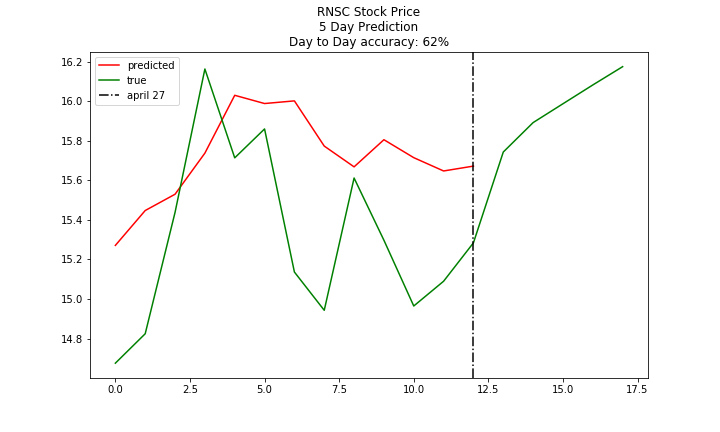 RNSC Stock Price
5 Day Prediction
Day to Day accuracy: 62%
predicted
true
april 27
16.2
16.0
15.8
15.6
15.4
15.2
15.0
14.8
0.0 2.5 5.0 7.5 10.0 12.5 15.0 17.5